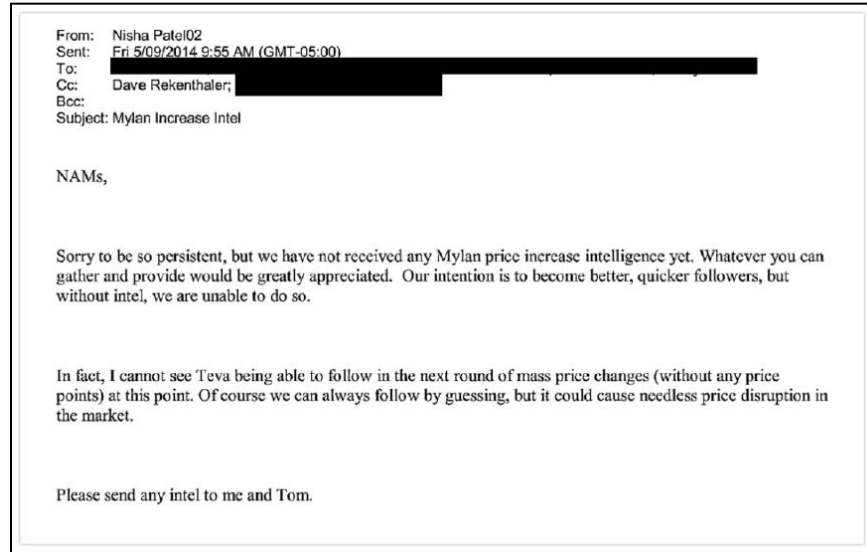 From: Nisha Patel02
Sent: Fri 5/09/2014 9:55 AM (GMT-05:00)
To:
Cc: Dave Rekenthaler;
Bcc:
Subject: Mylan Increase Intel
NAMs,
Sorry to be so persistent, but we have not received any Mylan price increase intelligence yet. Whatever you can
gather and provide would be greatly appreciated. Our intention is to become better, quicker followers, but
without intel, we are unable to do so.
In fact, I cannot see Teva being able to follow in the next round of mass price changes (without any price
points) at this point. Of course we can always follow by guessing, but it could cause needless price disruption in
the market.
Please send any intel to me and Tom.